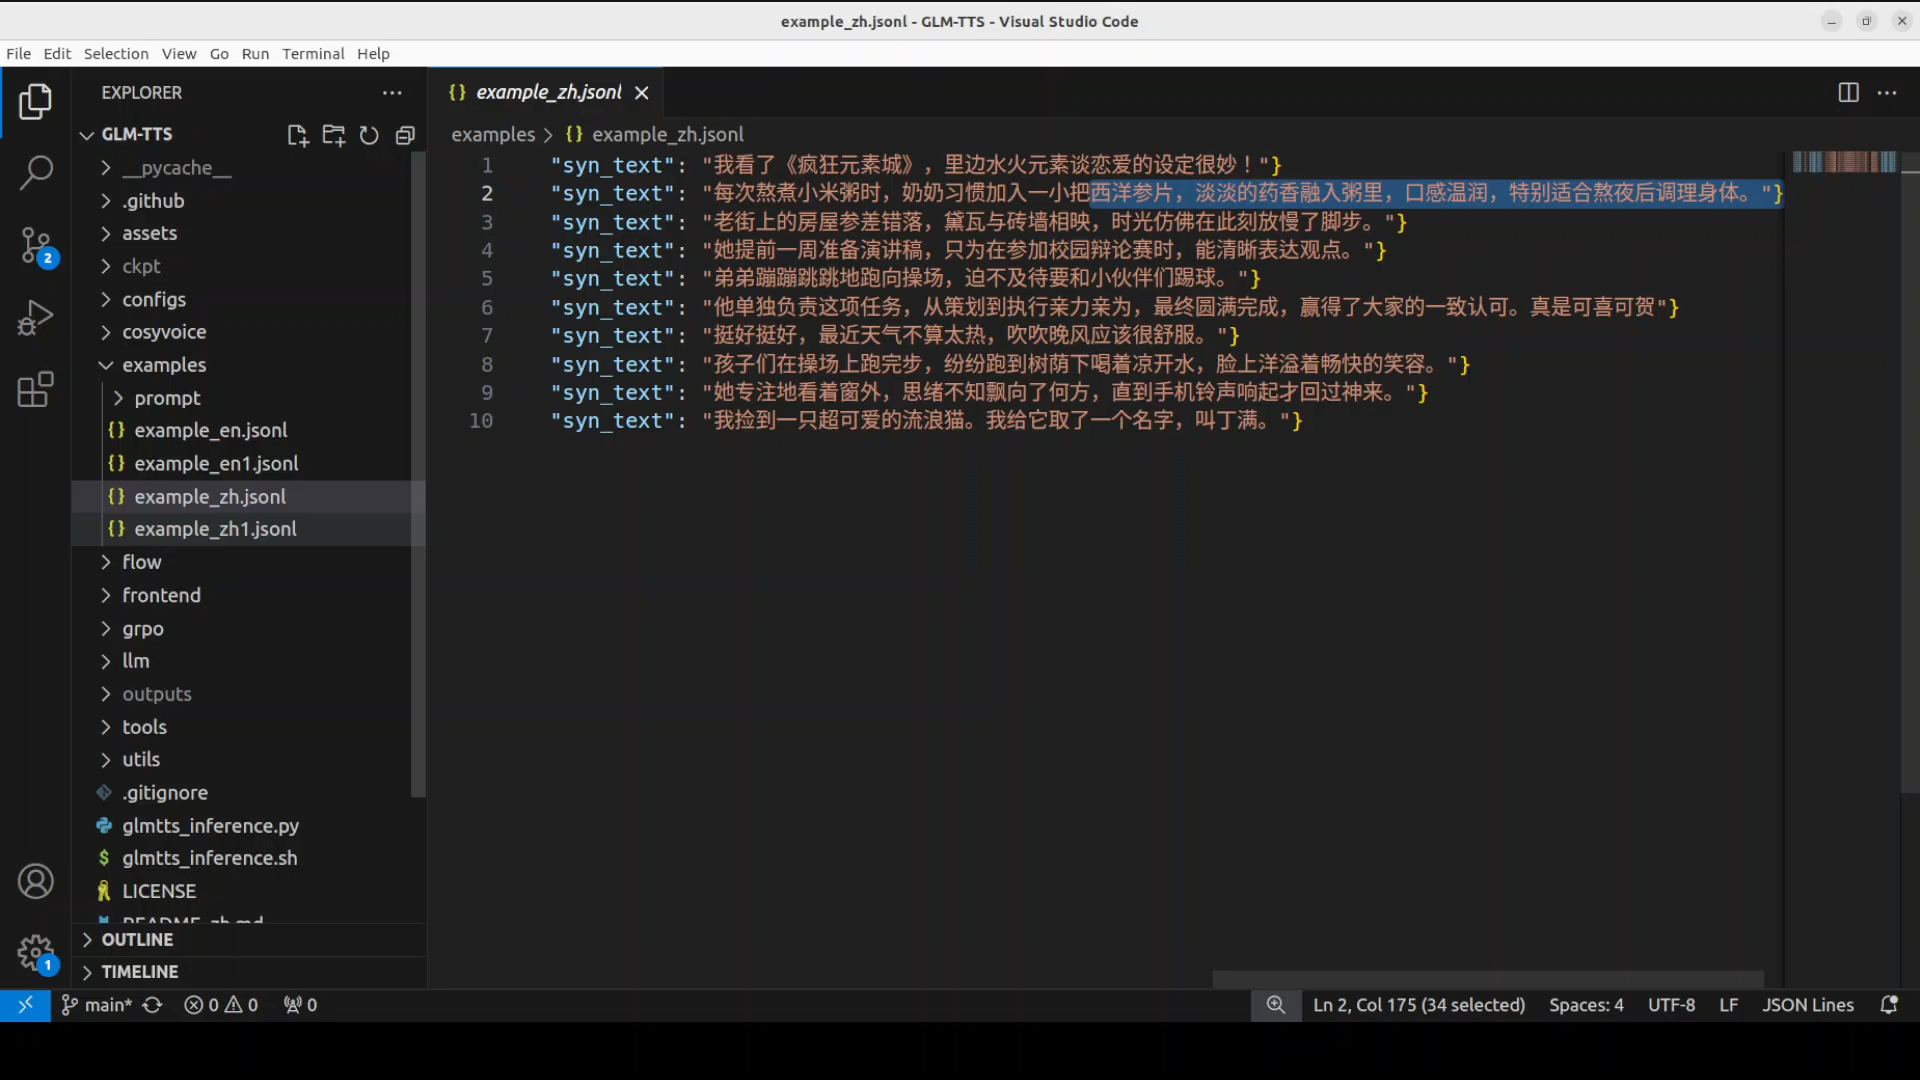 example_zh.jsonl - GLM-TTS - Visual Studio Code
File Edit Selection View Go Run Terminal Help
EXPLORER
GLM-TTS
__pycache__
.github
assets
ckpt
configs
cosyvoice
examples
prompt
{} example_en.jsonl
{} example_en1.jsonl
{} example_zh.jsonl
{} example_zh1.jsonl
flow
frontend
grpo
llm
outputs
tools
utils
.gitignore
glmtts_inference.py
$ glmtts_inference.sh
LICENSE
README_zh.md
OUTLINE
TIMELINE
2
1
{} example_zh.jsonl
examples > {} example_zh.jsonl
1 "syn_text": "我看了《疯狂元素城》，里边水火元素谈恋爱的设定很妙！"}
2 "syn_text": "每次熬煮小米粥时，奶奶习惯加入一小把西洋参片，淡淡的药香融入粥里，口感温润，特别适合熬夜后调理身体。"}
3 "syn_text": "老街上的房屋参差错落，黛瓦与砖墙相映，时光仿佛在此刻放慢了脚步。"}
4 "syn_text": "她提前一周准备演讲稿，只为在参加校园辩论赛时，能清晰表达观点。"}
5 "syn_text": "弟弟蹦蹦跳跳地跑向操场，迫不及待要和小伙伴们踢球。"}
6 "syn_text": "他单独负责这项任务，从策划到执行亲力亲为，最终圆满完成，赢得了大家的一致认可。真是可喜可贺"}
7 "syn_text": "挺好挺好，最近天气不算太热，吹吹晚风应该很舒服。"}
8 "syn_text": "孩子们在操场上跑完步，纷纷跑到树荫下喝着凉开水，脸上洋溢着畅快的笑容。"}
9 "syn_text": "她专注地看着窗外，思绪不知飘向了何方，直到手机铃声响起才回过神来。"}
10 "syn_text": "我捡到一只超可爱的流浪猫。我给它取了一个名字，叫丁满。"}
main* 0 0 0 Ln 2, Col 175 (34 selected) Spaces: 4 UTF-8 LF JSON Lines